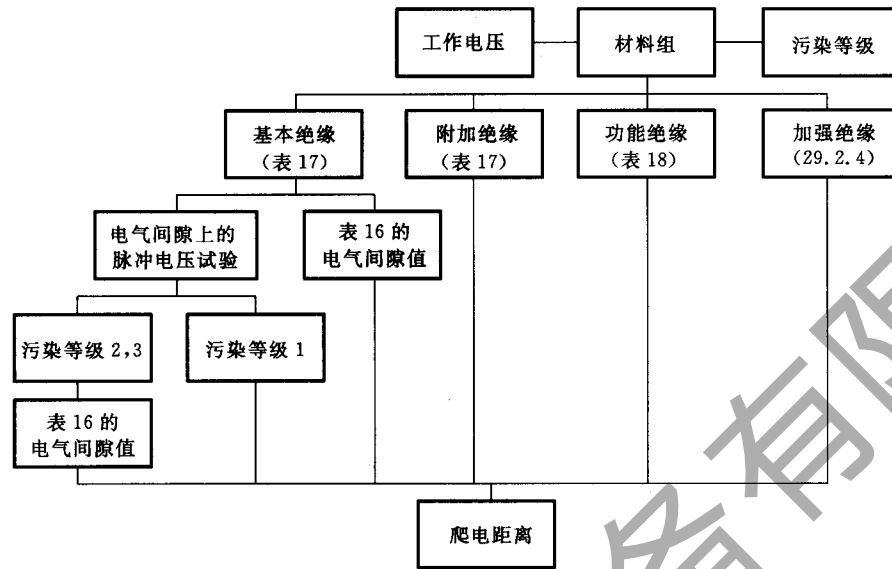 工作电压
材料组
污染等级
基本绝缘
(表 17)
附加绝缘
(表 17)
功能绝缘
(表 18)
加强绝缘
(29.2.4)
电气间隙上的
脉冲电压试验
表 16 的
电气间隙值
污染等级 2,3
污染等级 1
表 16 的
电气间隙值
爬电距离
备有限